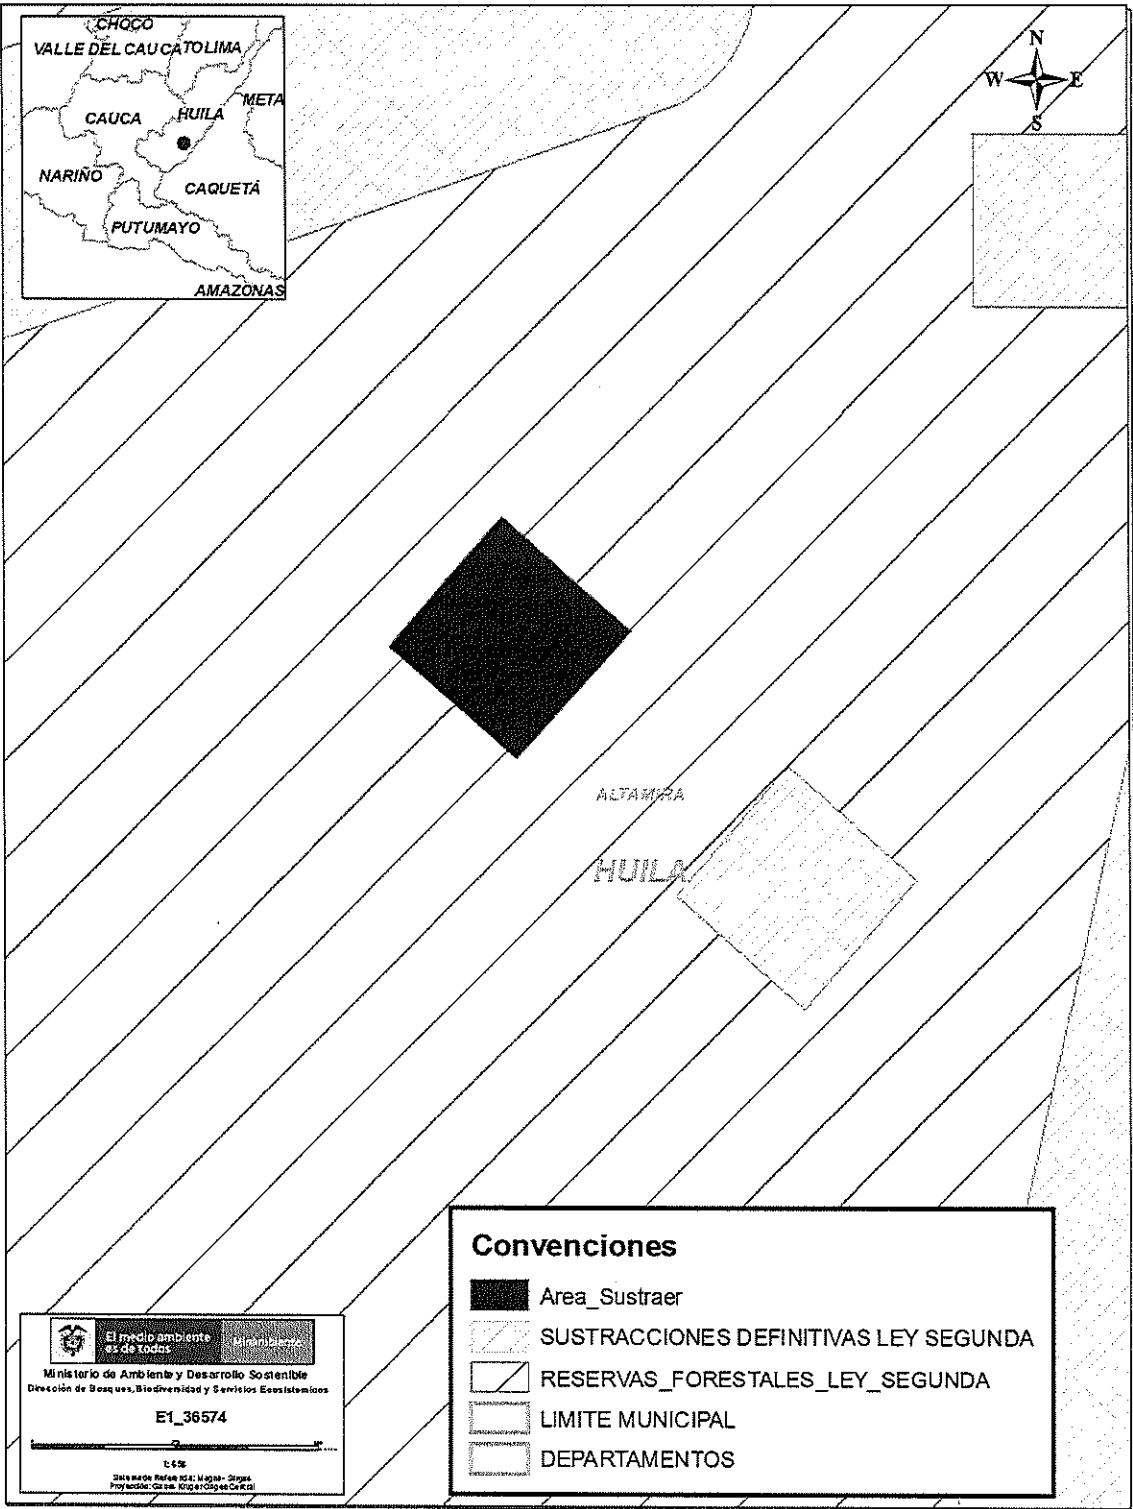 CHOCO
VALLE DEL CAUCA TOLIMA
META
CAUCA HUILA
NARIÑO
CAQUETÁ
PUTUMAYO
AMAZONAS
N
W E
S
ALTAMIRA
HUILA
Convenciones
Area_Sustraer
SUSTRACCIONES DEFINITIVAS LEY SEGUNDA
RESERVAS_FORESTALES_LEY_SEGUNDA
LIMITE MUNICIPAL
DEPARTAMENTOS
El medio ambiente
es de todos
Minambiente
Ministerio de Ambiente y Desarrollo Sostenible
Dirección de Bosques, Biodiversidad y Servicios Ecosistemicos
E1_36574